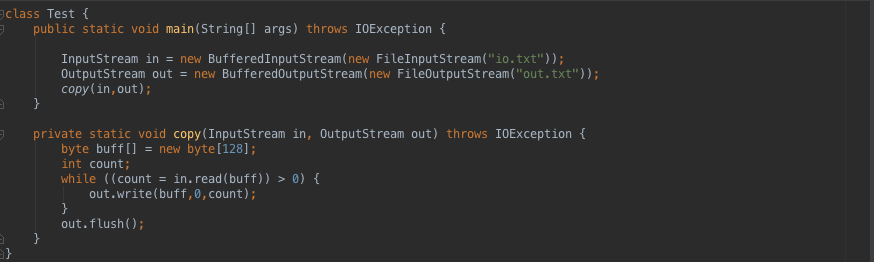 class Test {
    public static void main(String[] args) throws IOException {

        InputStream in = new BufferedInputStream(new FileInputStream("io.txt"));
        OutputStream out = new BufferedOutputStream(new FileOutputStream("out.txt"));
        copy(in,out);
    }

    private static void copy(InputStream in, OutputStream out) throws IOException {
        byte buff[] = new byte[128];
        int count;
        while ((count = in.read(buff)) > 0) {
            out.write(buff,0,count);
        }
        out.flush();
    }
}